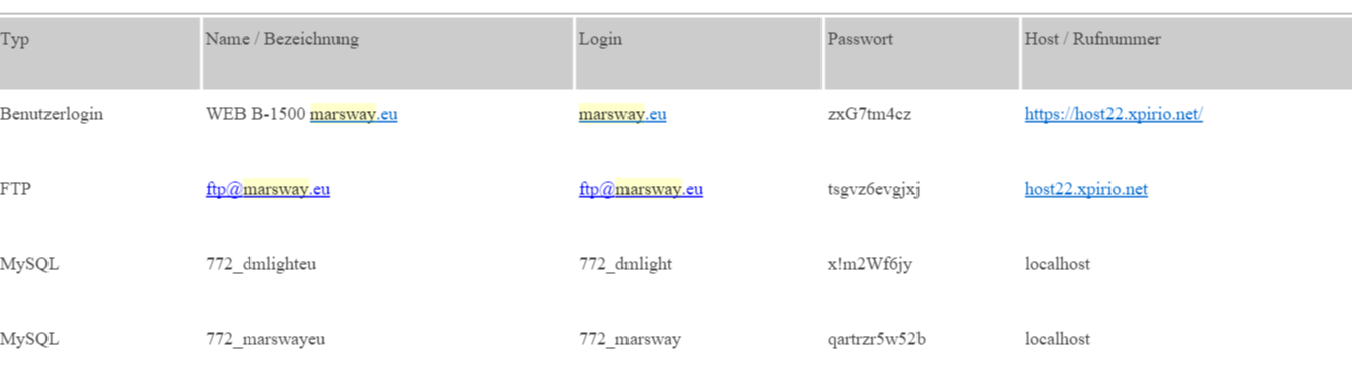 Typ Name / Bezeichnung Login Passwort Host / Rufnummer
Benutzerlogin WEB B-1500 marsway.eu marsway.eu zxG7tm4cz https://host22.xpirio.net/
FTP ftp@marsway.eu ftp@marsway.eu tsgvz6evgjxj host22.xpirio.net
MySQL 772_dmlighteu 772_dmlight x!m2Wf6jy localhost
MySQL 772_marswayeu 772_marsway qartrzr5w52b localhost